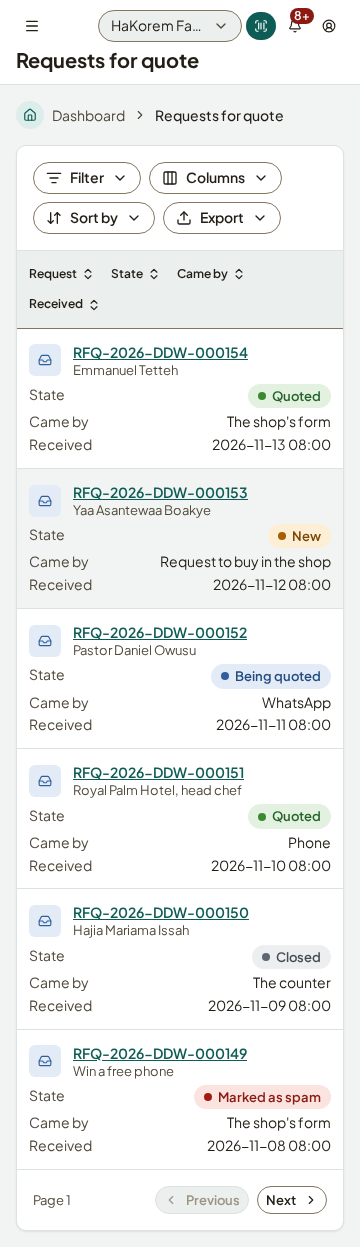 HaKorem Fa...
8+
Requests for quote
Dashboard
Requests for quote
Filter
Columns
Sort by
Export
Request
State
Came by
Received
RFQ-2026-DDW-000154
Emmanuel Tetteh
State
Quoted
Came by
The shop's form
Received
2026-11-13 08:00
RFQ-2026-DDW-000153
Yaa Asantewaa Boakye
State
New
Came by
Request to buy in the shop
Received
2026-11-12 08:00
RFQ-2026-DDW-000152
Pastor Daniel Owusu
State
Being quoted
Came by
WhatsApp
Received
2026-11-11 08:00
RFQ-2026-DDW-000151
Royal Palm Hotel, head chef
State
Quoted
Came by
Phone
Received
2026-11-10 08:00
RFQ-2026-DDW-000150
Hajia Mariama Issah
State
Closed
Came by
The counter
Received
2026-11-09 08:00
RFQ-2026-DDW-000149
Win a free phone
State
Marked as spam
Came by
The shop's form
Received
2026-11-08 08:00
Page 1
Previous
Next